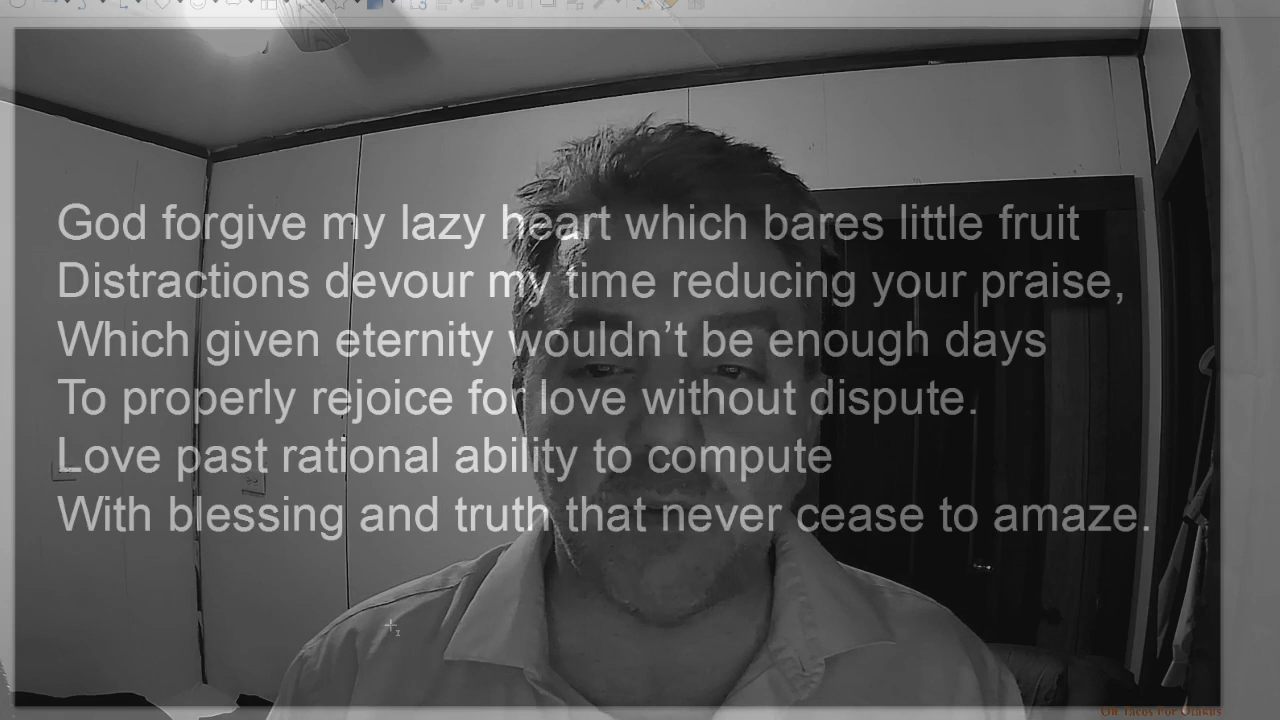 God forgive my lazy heart which bares little fruit
Distractions devour my time reducing your praise,
Which given eternity wouldn’t be enough days
To properly rejoice for love without dispute.
Love past rational ability to compute
With blessing and truth that never cease to amaze.